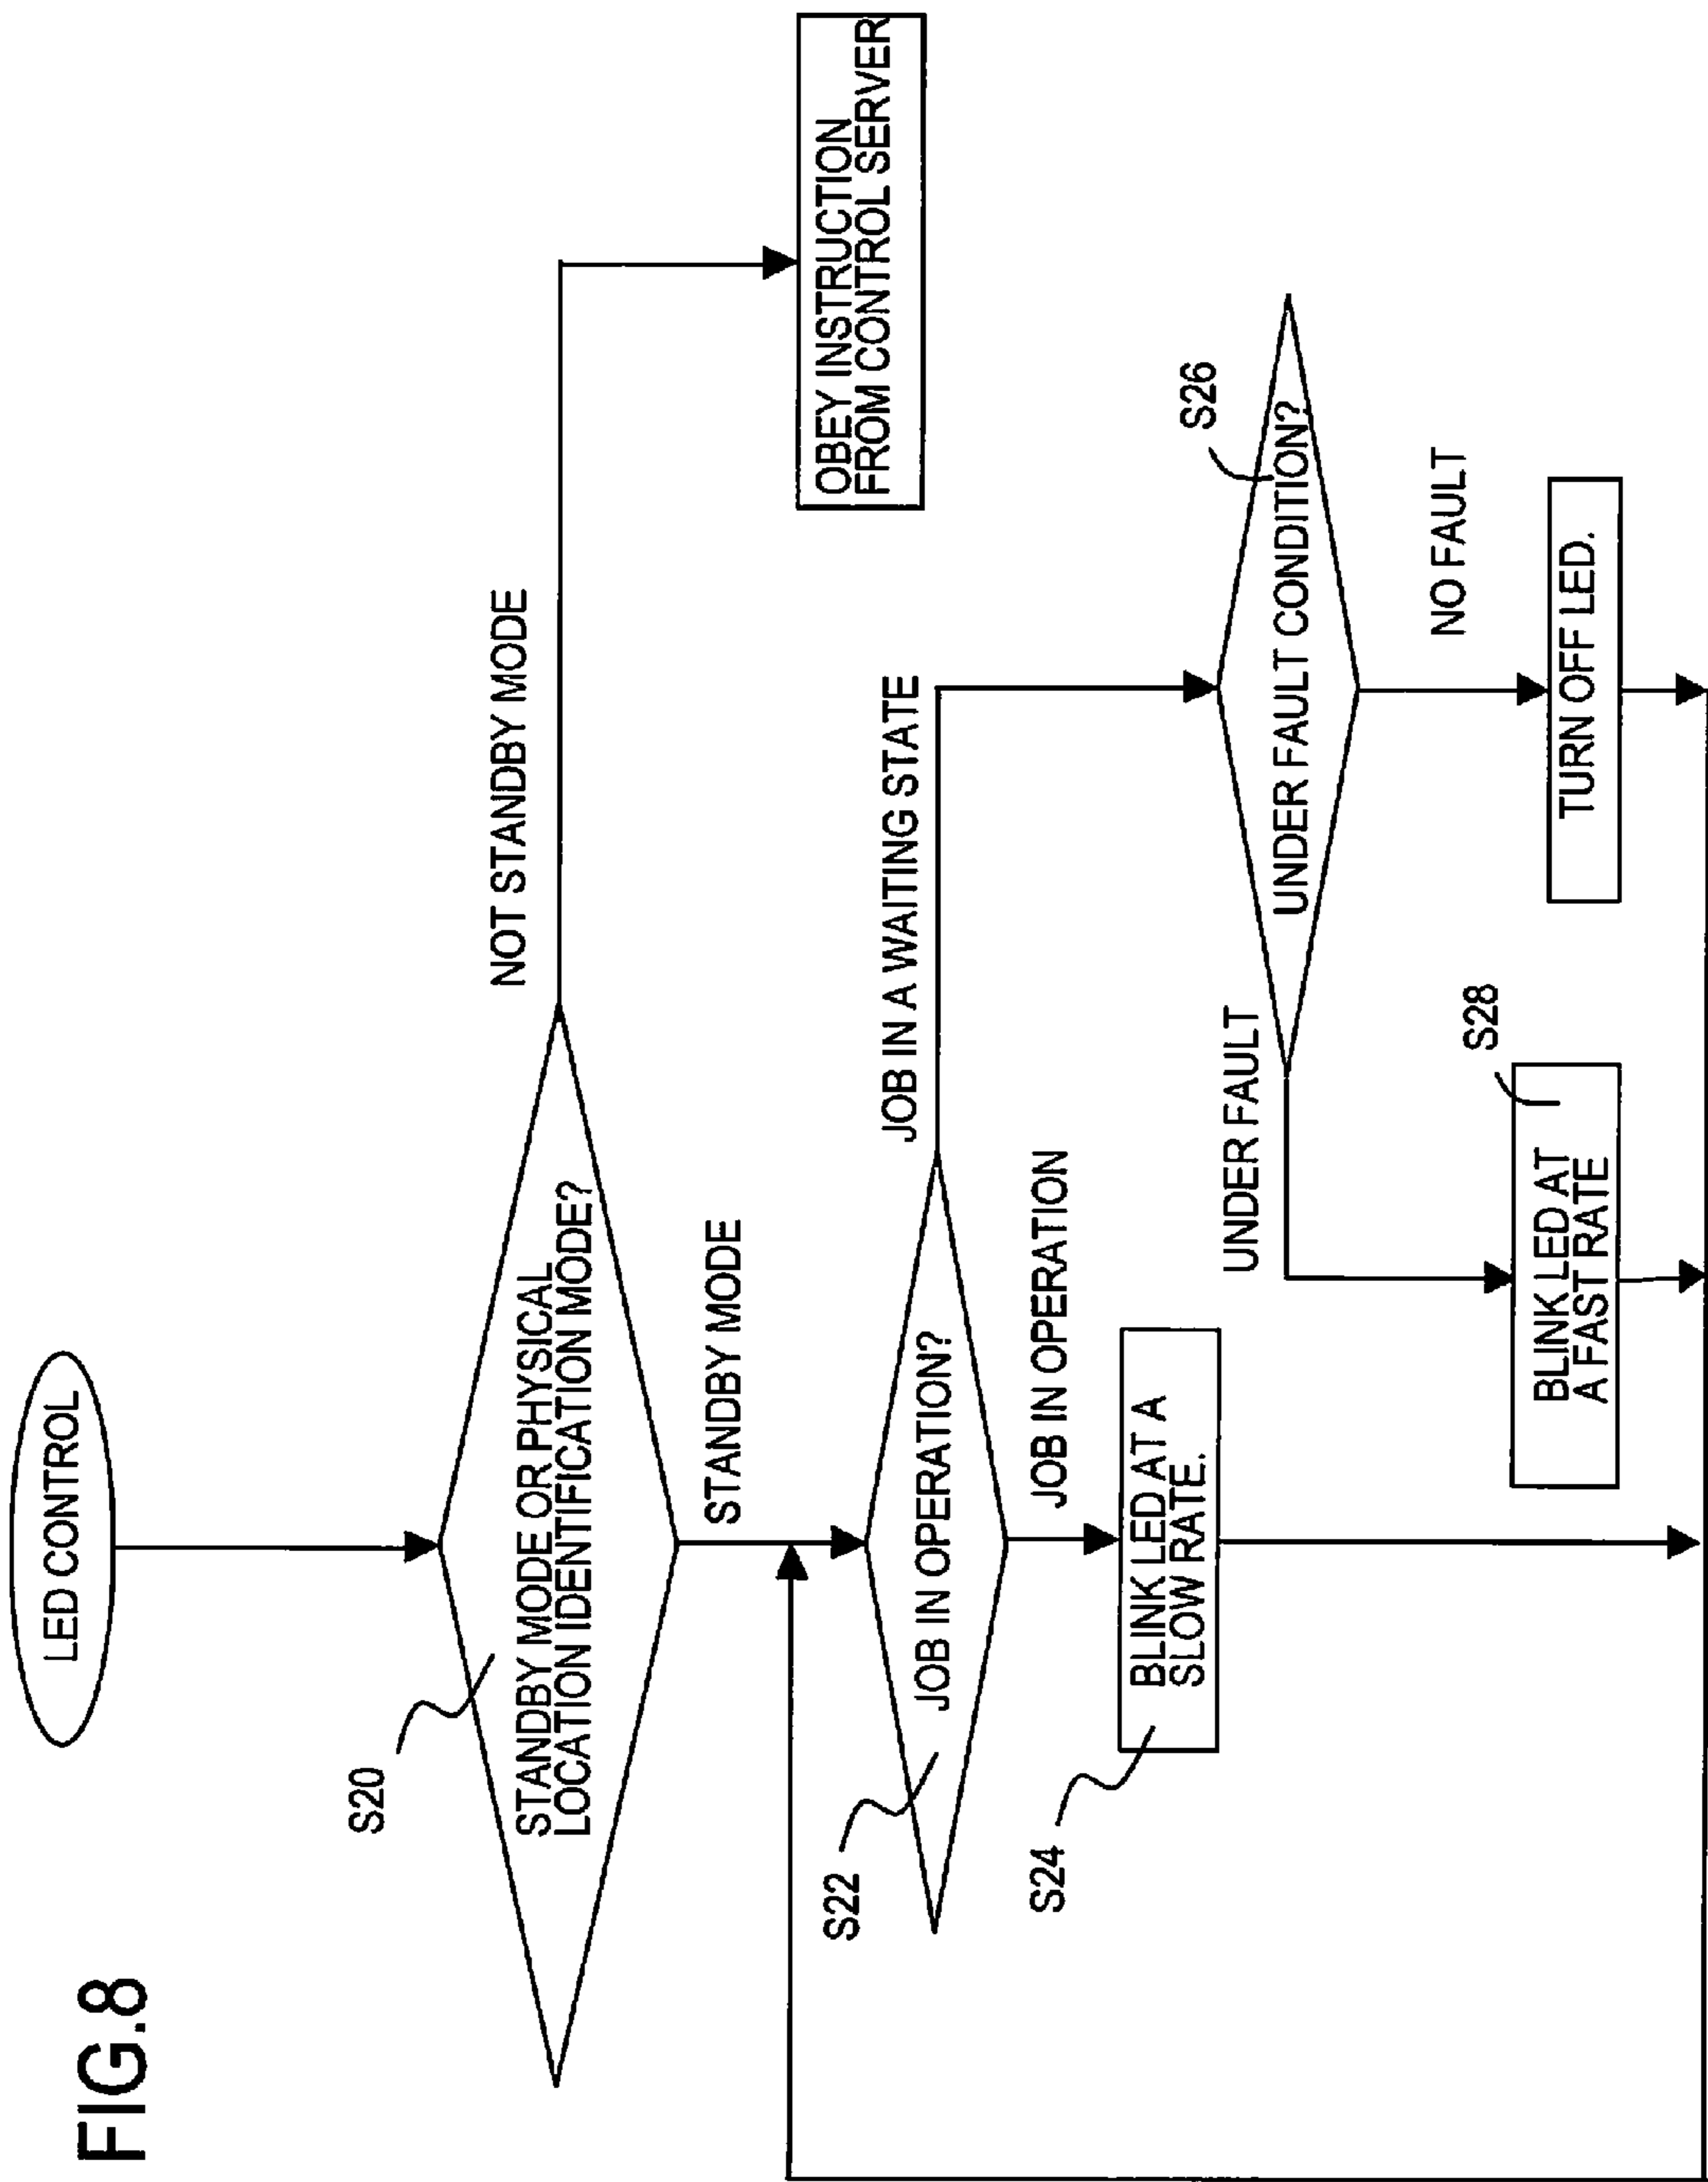 FIG.8
LED CONTROL
S20
STANDBY MODE OR PHYSICAL
LOCATION IDENTIFICATION MODE?
NOT STANDBY MODE
STANDBY MODE
OBEY INSTRUCTION
FROM CONTROL SERVER
S22
JOB IN OPERATION?
JOB IN A WAITING STATE
JOB IN OPERATION
S24
BLINK LED AT A
SLOW RATE.
S26
UNDER FAULT CONDITION?
UNDER FAULT
NO FAULT
S28
BLINK LED AT
A FAST RATE
TURN OFF LED.